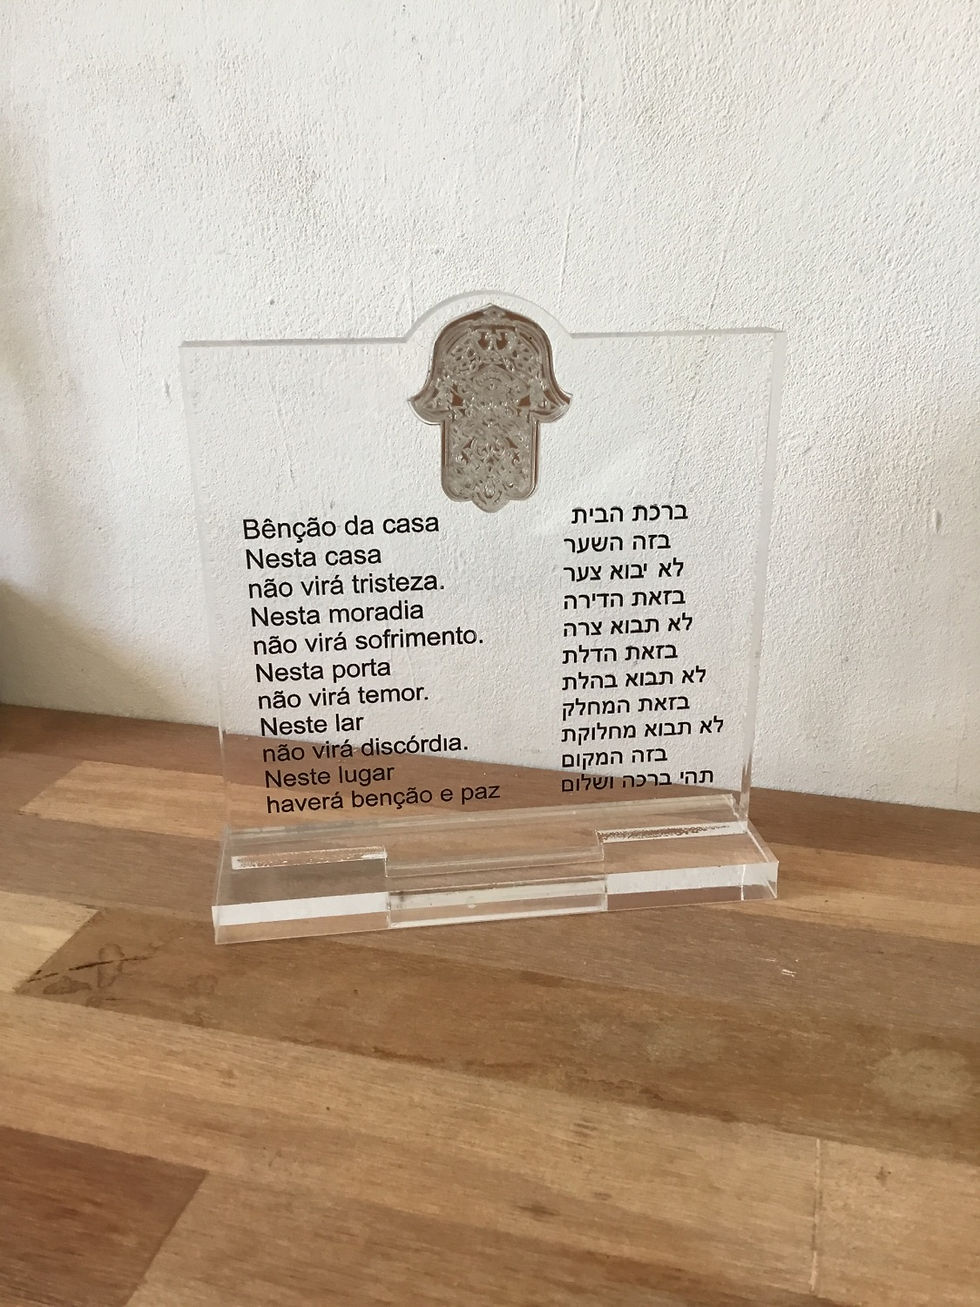 Bênção da casa
Nesta casa
não virá tristeza.
Nesta moradia
não virá sofrimento.
Nesta porta
não virá temor.
Neste lar
não virá discórdia.
Neste lugar
haverá benção e paz
ברכת הבית
בזה השער
לא יבוא צער
בזאת הדירה
לא תבוא צרה
בזאת הדלת
לא תבוא בהלת
בזאת המחלק
לא תבוא מחלוקת
בזה המקום
תהי ברכה ושלום